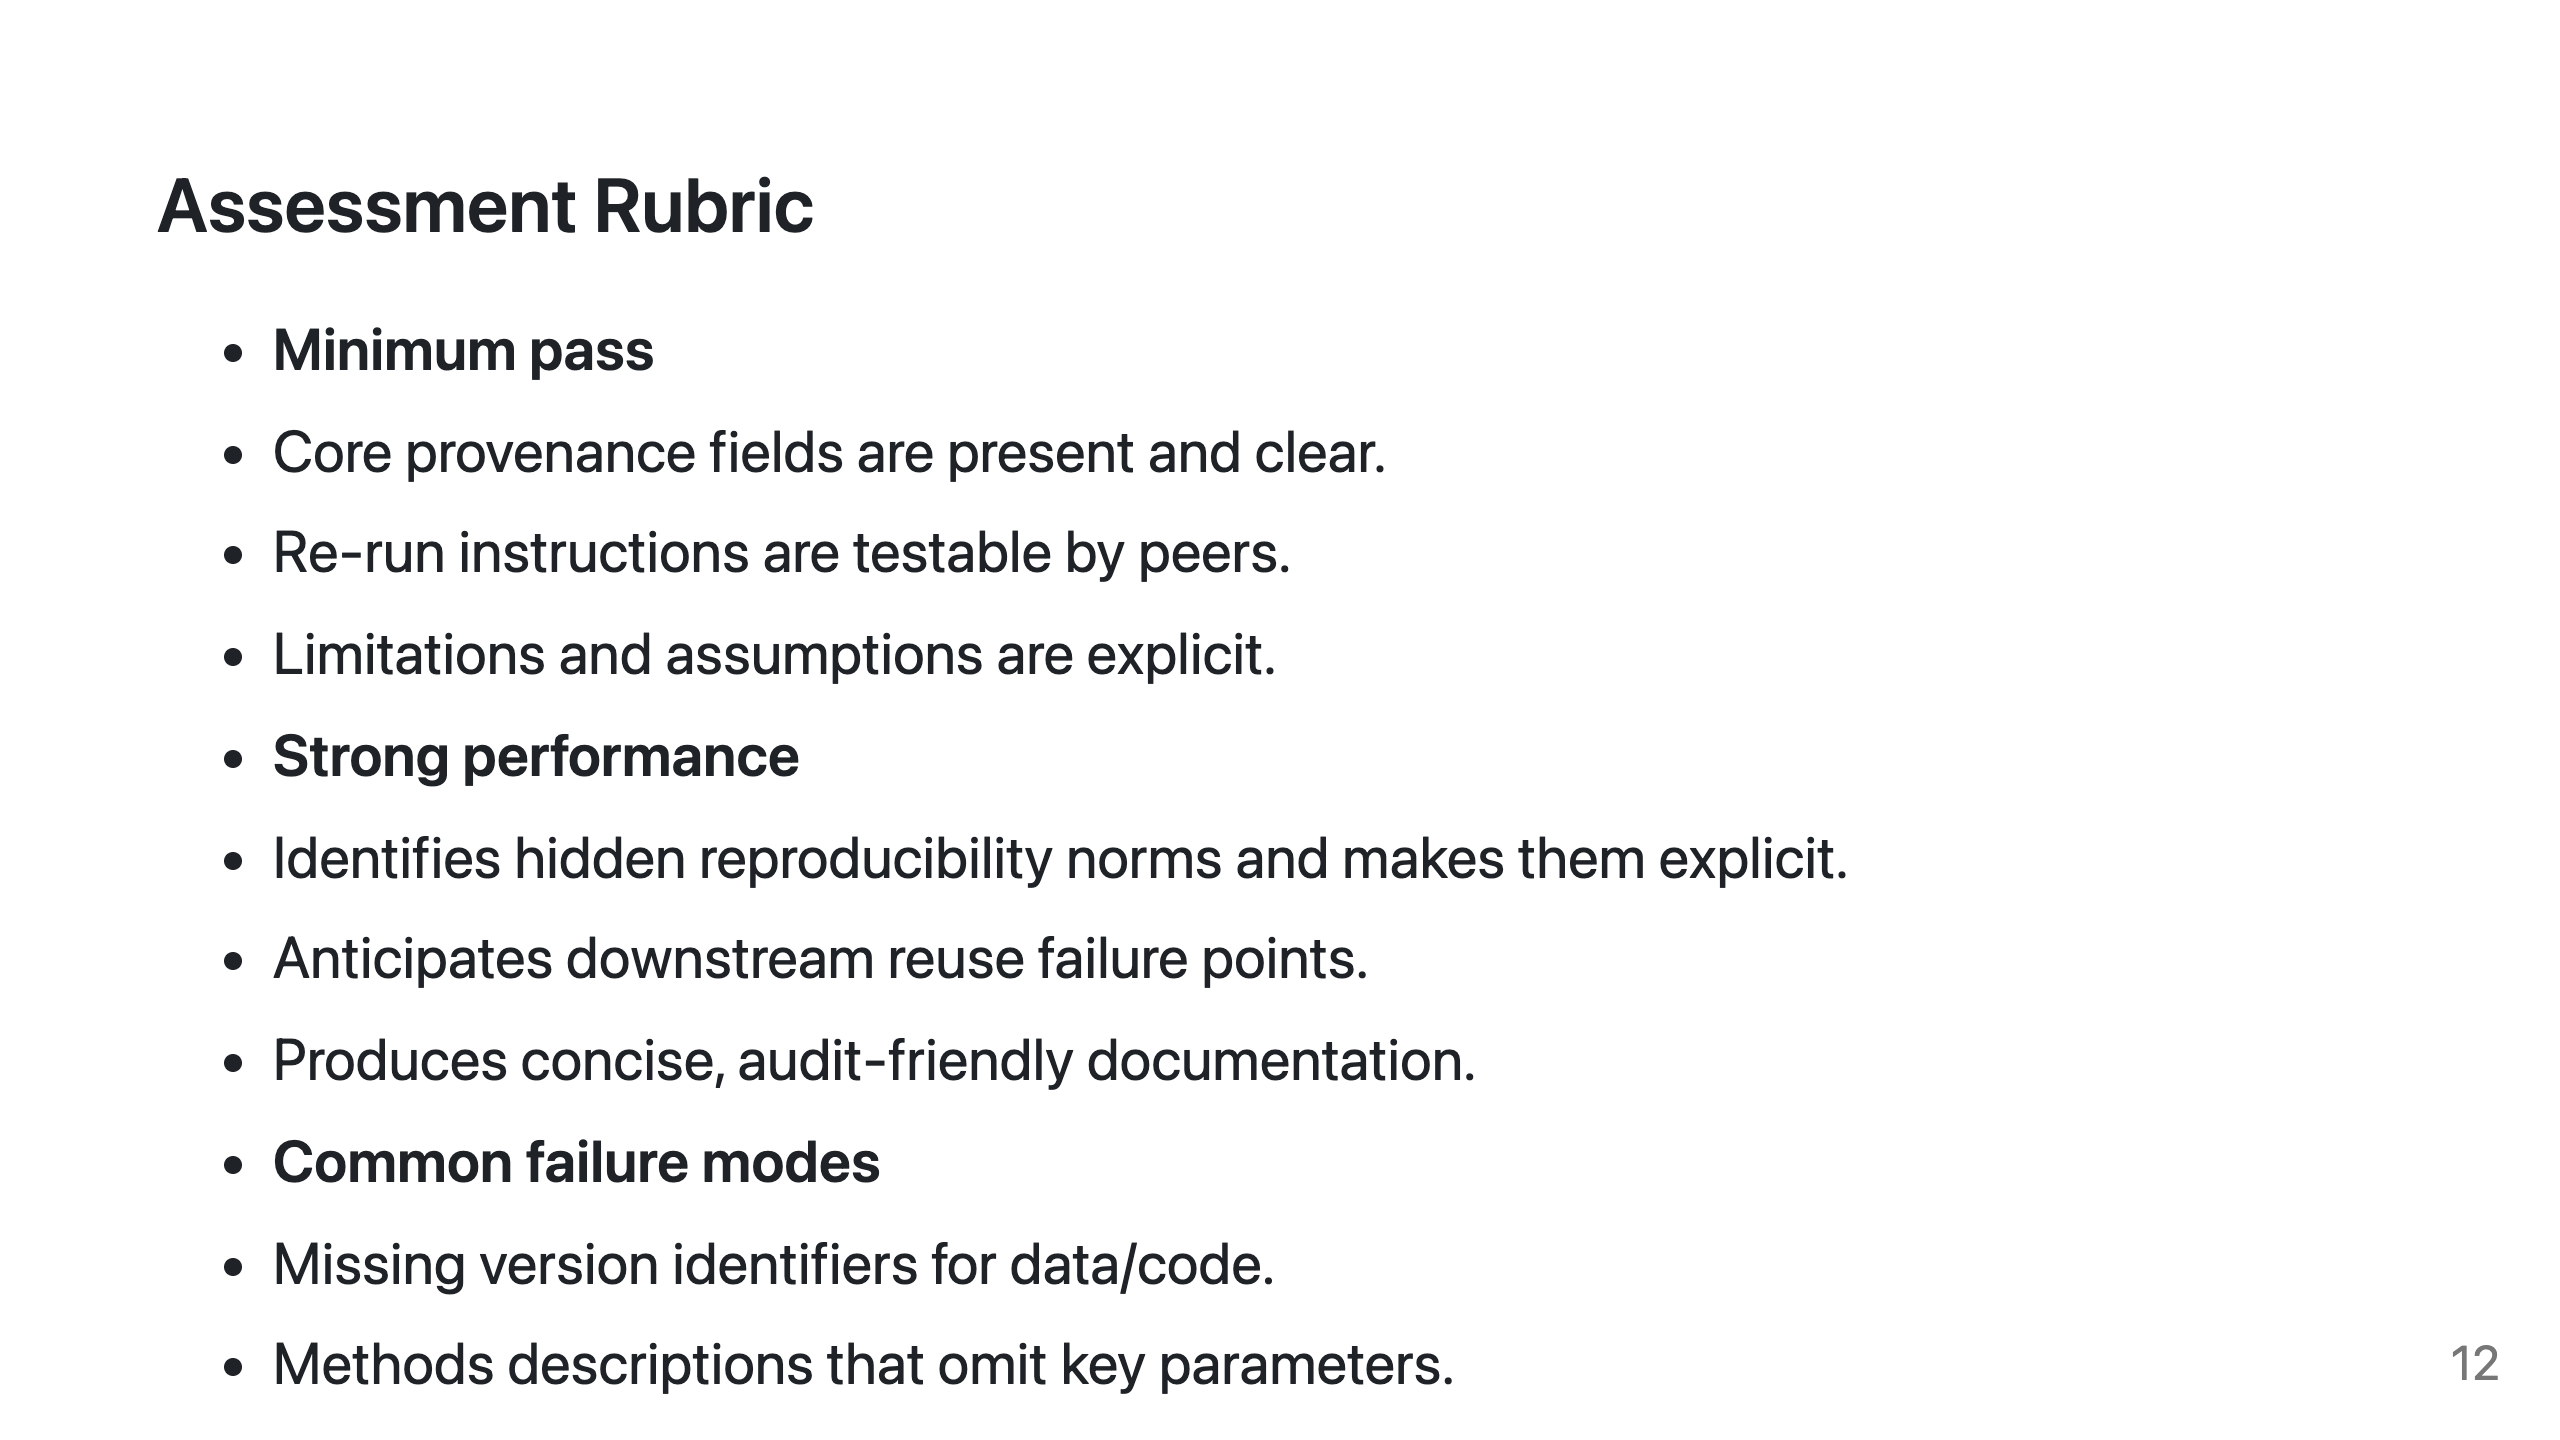 Assessment Rubric
• Minimum pass
• Core provenance fields are present and clear.
• Re-run instructions are testable by peers.
• Limitations and assumptions are explicit.
• Strong performance
• Identifies hidden reproducibility norms and makes them explicit.
• Anticipates downstream reuse failure points.
• Produces concise, audit-friendly documentation.
• Common failure modes
• Missing version identifiers for data/code.
• Methods descriptions that omit key parameters.
12